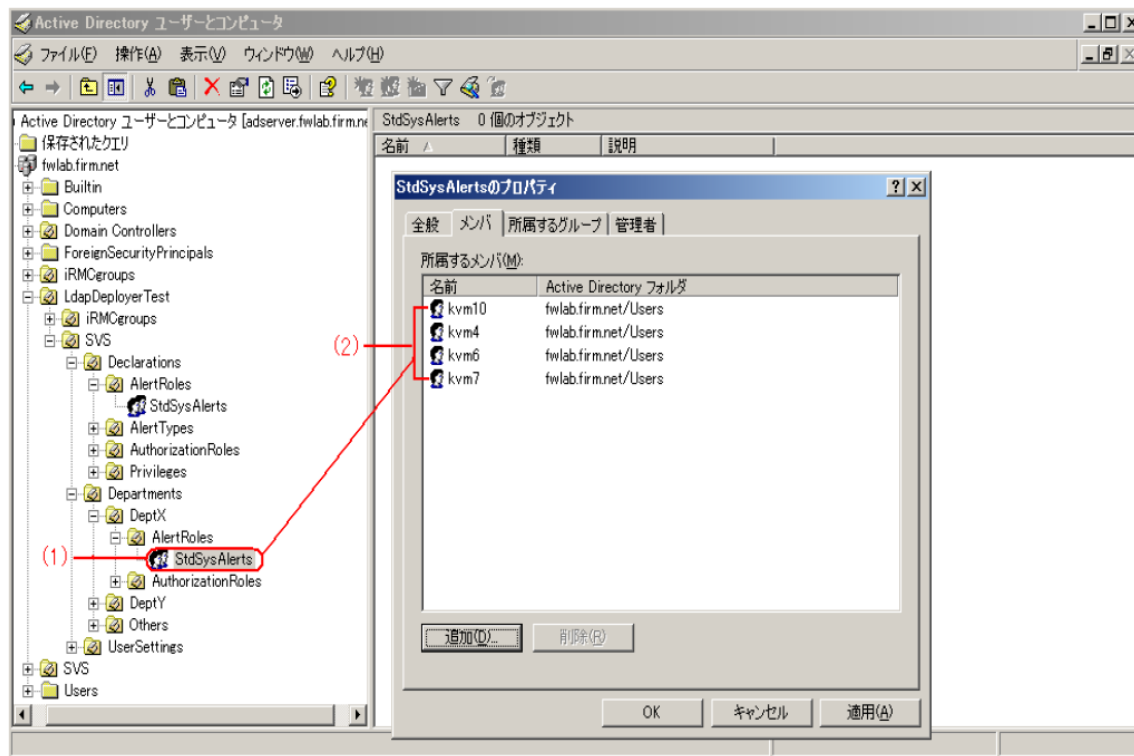 Active Directory ユーザーとコンピュータ
ファイル(F) 操作(A) 表示(V) ウィンドウ(W) ヘルプ(H)
Active Directory ユーザーとコンピュータ [adserver.fwlab.firm.ne
保存されたクエリ
fwlab.firm.net
Builtin
Computers
Domain Controllers
ForeignSecurityPrincipals
iRMCgroups
LdapDeployerTest
iRMCgroups
SVS
Declarations
AlertRoles
StdSysAlerts
AlertTypes
AuthorizationRoles
Privileges
Departments
DeptX
AlertRoles
(1)
StdSysAlerts
AuthorizationRoles
DeptY
Others
UserSettings
SVS
Users
StdSysAlerts 0 個のオブジェクト
名前 種類 説明
StdSysAlertsのプロパティ
全般 メンバ 所属するグループ 管理者
所属するメンバ(M):
名前 Active Directory フォルダ
kvm10 fwlab.firm.net/Users
kvm4 fwlab.firm.net/Users
(2)
kvm6 fwlab.firm.net/Users
kvm7 fwlab.firm.net/Users
追加(D)... 削除(R)
OK キャンセル 適用(A)